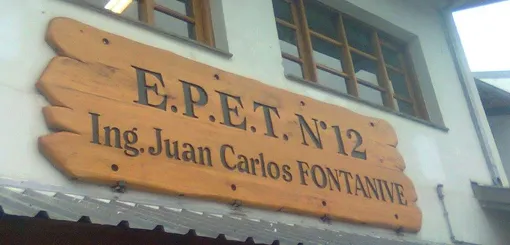 E.P.E.T. N° 12
Ing. Juan Carlos FONTANIVE